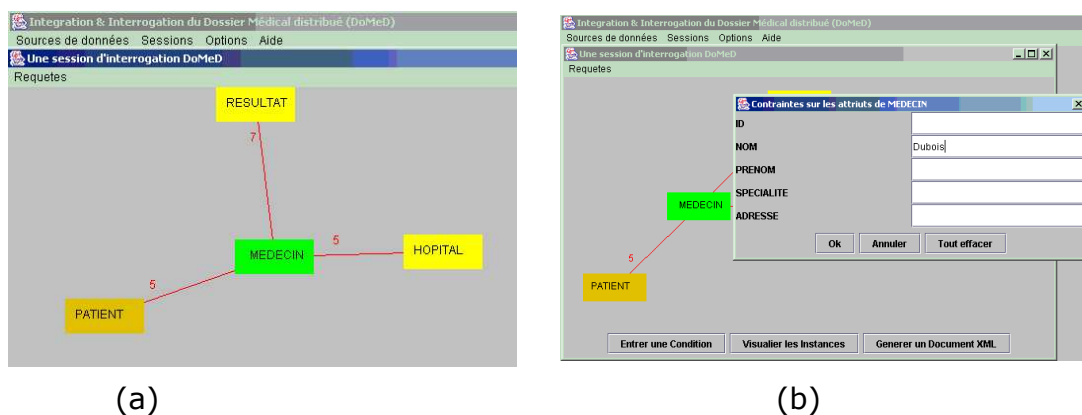 Integration & Interrogation du Dossier Médical distribué (DoMeD)
Sources de données Sessions Options Aide
Une session d'interrogation DoMeD
Requetes
RESULTAT
7
MEDECIN
5
HOPITAL
5
PATIENT
(a)
Integration & Interrogation du Dossier Médical distribué (DoMeD)
Sources de données Sessions Options Aide
Une session d'interrogation DoMeD
Requetes
Contraintes sur les attriuts de MEDECIN
ID
NOM Dubois
PRENOM
SPECIALITE
ADRESSE
Ok Annuler Tout effacer
MEDECIN
5
PATIENT
Entrer une Condition Visualier les Instances Generer un Document XML
(b)